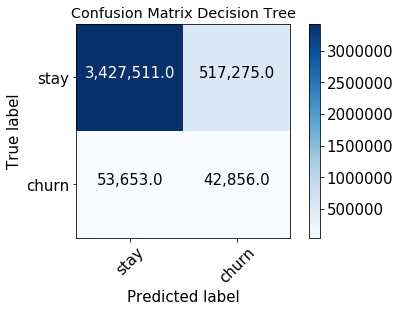 Confusion Matrix Decision Tree
True label
stay
churn
3,427,511.0 517,275.0
53,653.0 42,856.0
stay churn
Predicted label
3000000
2500000
2000000
1500000
1000000
500000